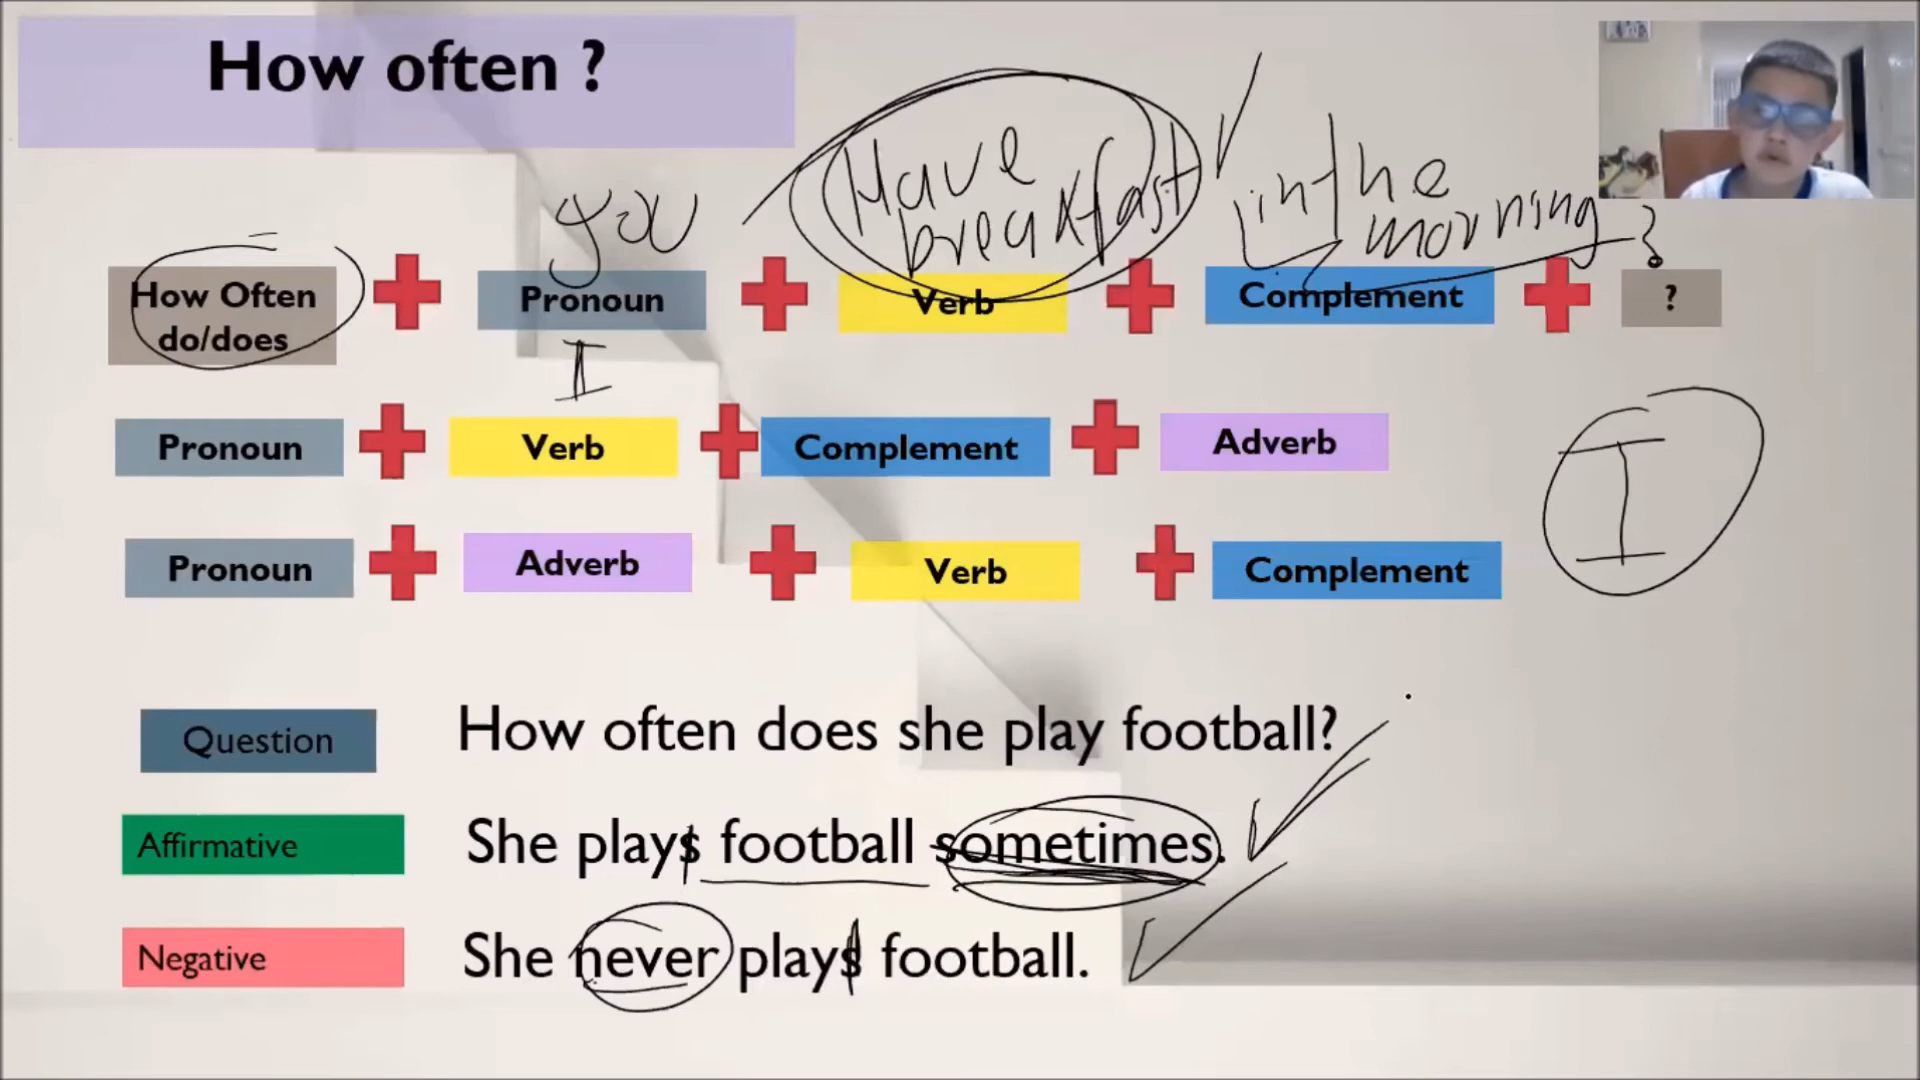 How often ?
you
Have
breakfast
in the
morning ?
How Often
do/does
Pronoun
Verb
Complement
?
I
Pronoun
Verb
Complement
Adverb
I
Pronoun
Adverb
Verb
Complement
Question
How often does she play football?
Affirmative
She plays football sometimes.
Negative
She never plays football.